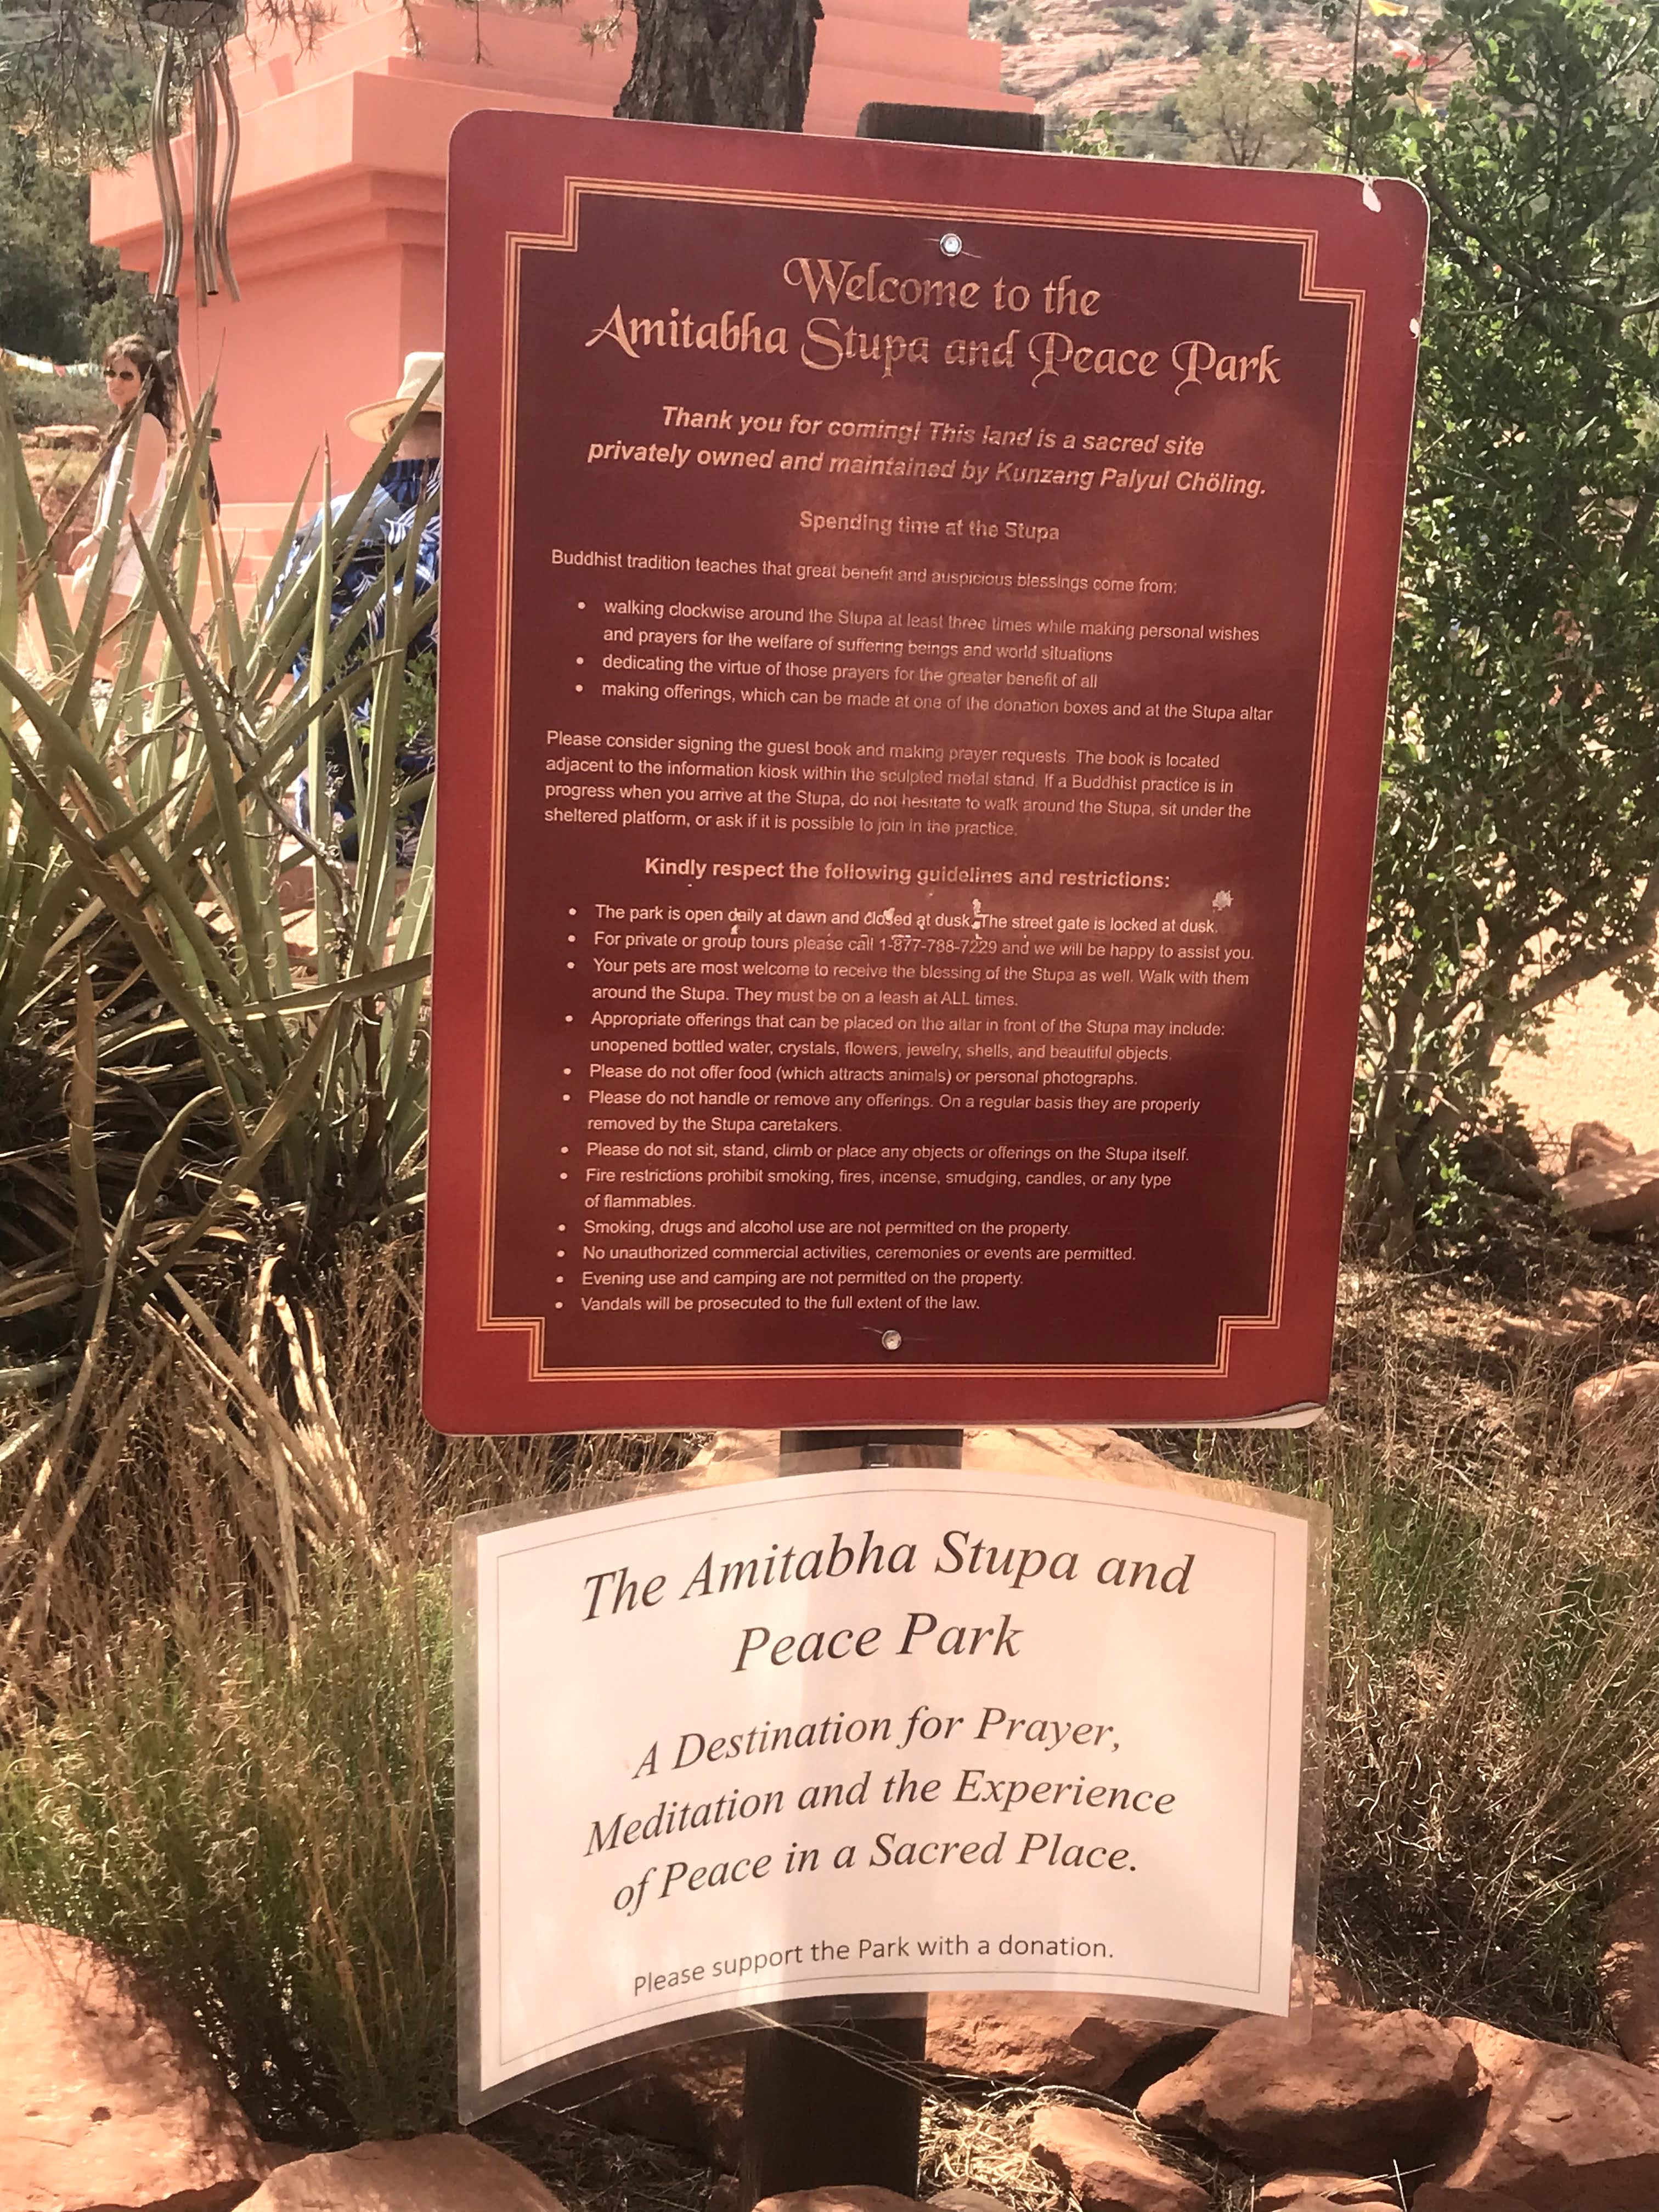 Welcome to the
Amitabha Stupa and Peace Park
Thank you for coming! This land is a sacred site
privately owned and maintained by Kunzang Palyul Chöling.
Spending time at the Stupa
Buddhist tradition teaches that great benefit and auspicious blessings come from:
• walking clockwise around the Stupa at least three times while making personal wishes
and prayers for the welfare of suffering beings and world situations
• dedicating the virtue of those prayers for the greater benefit of all
• making offerings, which can be made at one of the donation boxes and at the Stupa altar
Please consider signing the guest book and making prayer requests. The book is located
adjacent to the information kiosk within the sculpted metal stand. If a Buddhist practice is in
progress when you arrive at the Stupa, do not hesitate to walk around the Stupa, sit under the
sheltered platform, or ask if it is possible to join in the practice.
Kindly respect the following guidelines and restrictions:
• The park is open daily at dawn and closed at dusk. The street gate is locked at dusk.
• For private or group tours please call 1-877-788-7229 and we will be happy to assist you.
• Your pets are most welcome to receive the blessing of the Stupa as well. Walk with them
around the Stupa. They must be on a leash at ALL times.
• Appropriate offerings that can be placed on the altar in front of the Stupa may include:
unopened bottled water, crystals, flowers, jewelry, shells, and beautiful objects.
• Please do not offer food (which attracts animals) or personal photographs.
• Please do not handle or remove any offerings. On a regular basis they are properly
removed by the Stupa caretakers.
• Please do not sit, stand, climb or place any objects or offerings on the Stupa itself.
• Fire restrictions prohibit smoking, fires, incense, smudging, candles, or any type
of flammables.
• Smoking, drugs and alcohol use are not permitted on the property.
• No unauthorized commercial activities, ceremonies or events are permitted.
• Evening use and camping are not permitted on the property.
• Vandals will be prosecuted to the full extent of the law.
The Amitabha Stupa and
Peace Park
A Destination for Prayer,
Meditation and the Experience
of Peace in a Sacred Place.
Please support the Park with a donation.